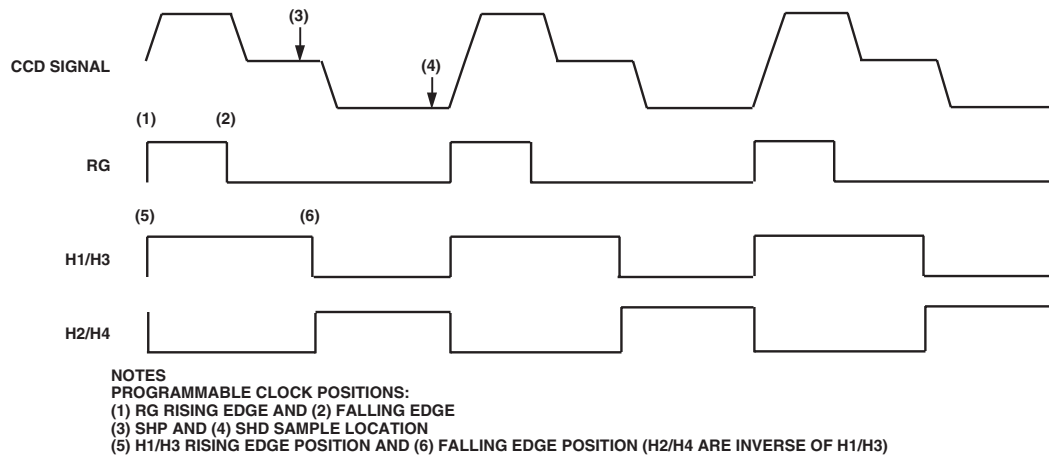 (3)
CCD SIGNAL
(4)
(1) (2)
RG
(5) (6)
H1/H3
H2/H4
NOTES
PROGRAMMABLE CLOCK POSITIONS:
(1) RG RISING EDGE AND (2) FALLING EDGE
(3) SHP AND (4) SHD SAMPLE LOCATION
(5) H1/H3 RISING EDGE POSITION AND (6) FALLING EDGE POSITION (H2/H4 ARE INVERSE OF H1/H3)